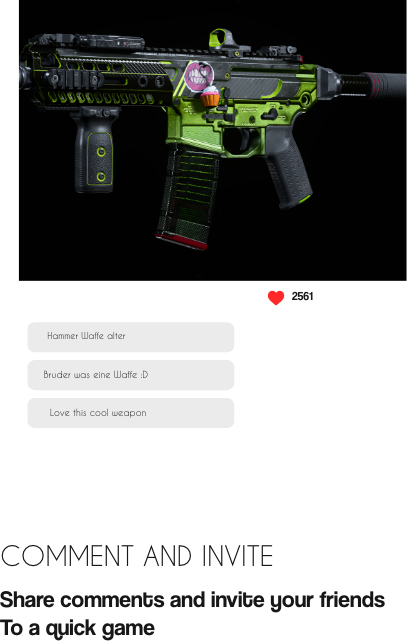 2561
Hammer Waffe alter
Bruder was eine Waffe :D
Love this cool weapon
COMMENT AND INVITE
Share comments and invite your friends
To a quick game